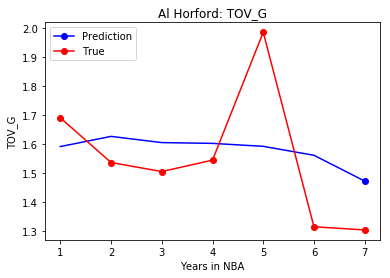 Al Horford: TOV_G
Prediction
True
TOV_G
2.0
1.9
1.8
1.7
1.6
1.5
1.4
1.3
1 2 3 4 5 6 7
Years in NBA